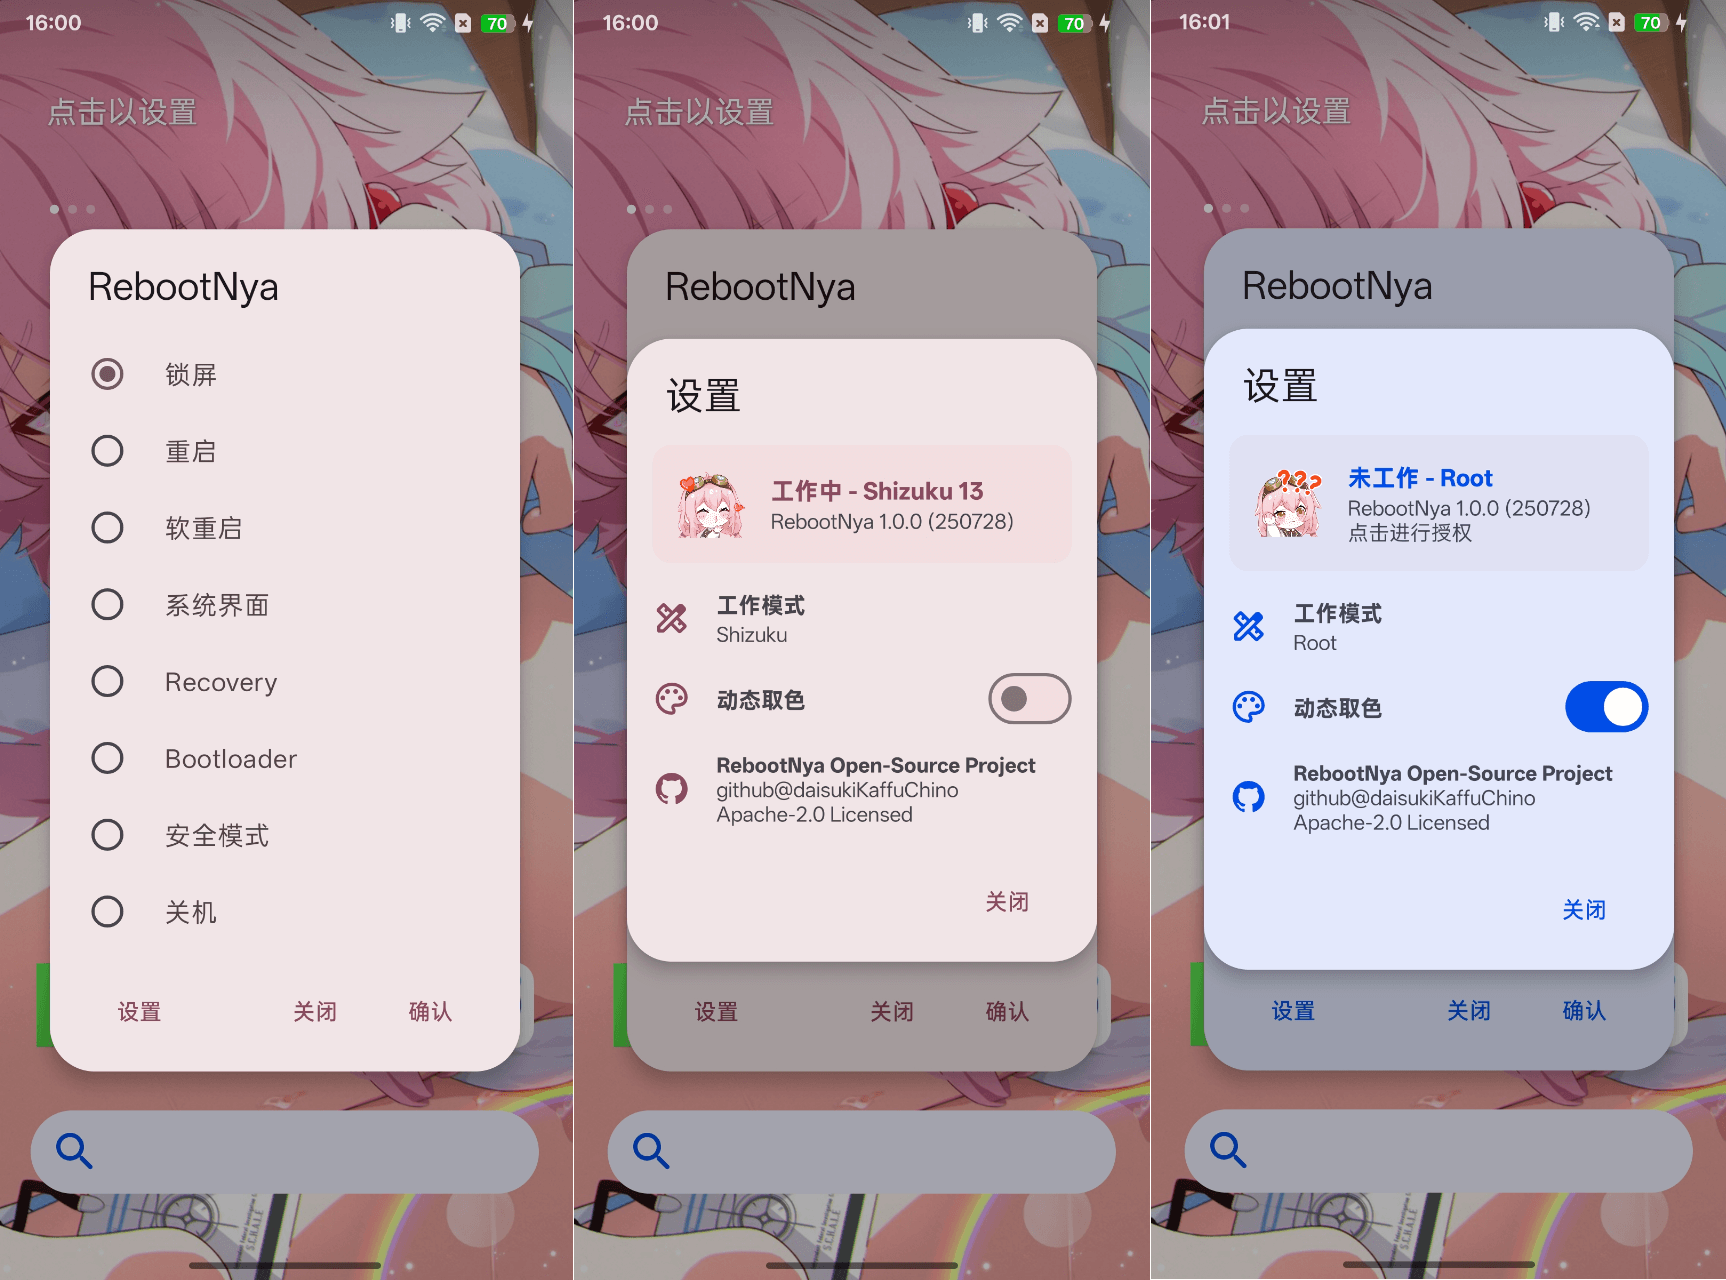 16:00
70
点击以设置
RebootNya
锁屏
重启
软重启
系统界面
Recovery
Bootloader
安全模式
关机
设置
关闭
确认
16:00
70
点击以设置
RebootNya
设置
工作中 - Shizuku 13
RebootNya 1.0.0 (250728)
工作模式
Shizuku
动态取色
RebootNya Open-Source Project
github@daisukiKaffuChino
Apache-2.0 Licensed
关闭
设置
关闭
确认
16:01
70
点击以设置
RebootNya
设置
???
未工作 - Root
RebootNya 1.0.0 (250728)
点击进行授权
工作模式
Root
动态取色
RebootNya Open-Source Project
github@daisukiKaffuChino
Apache-2.0 Licensed
关闭
设置
关闭
确认